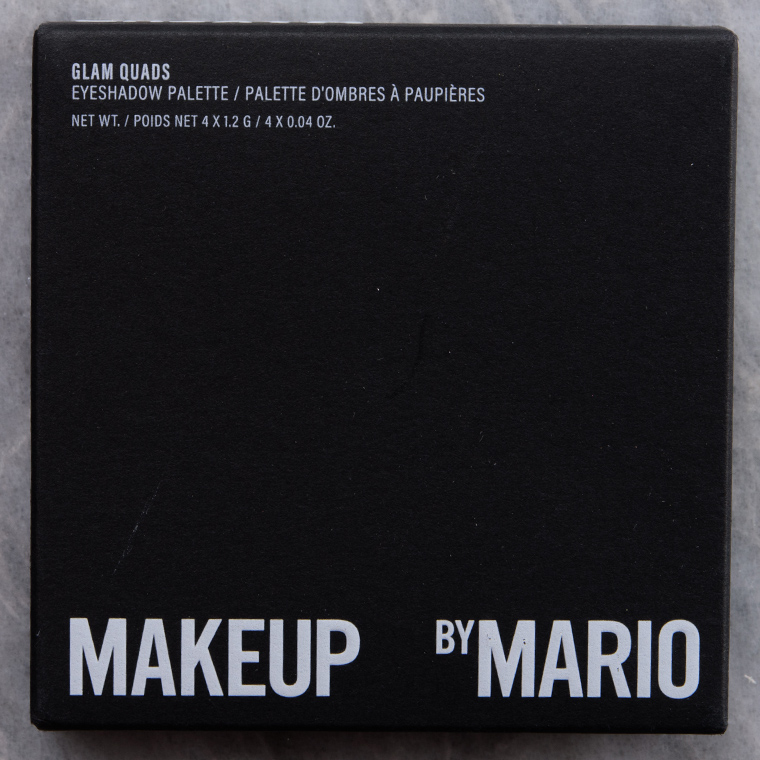 GLAM QUADS
EYESHADOW PALETTE / PALETTE D'OMBRES À PAUPIÈRES
NET WT. / POIDS NET 4 X 1.2 G / 4 X 0.04 OZ.
MAKEUP BY MARIO